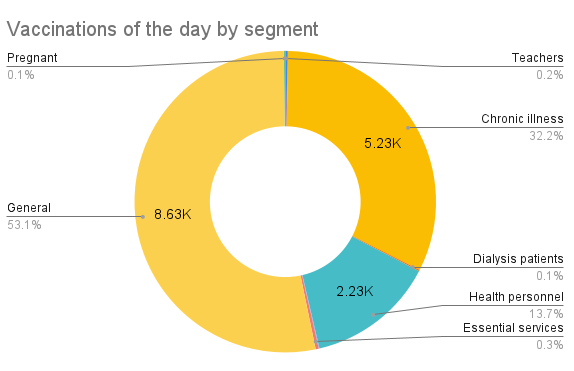 Vaccinations of the day by segment
Pregnant
0.1%
Teachers
0.2%
Chronic illness
32.2%
5.23K
General
53.1%
8.63K
Dialysis patients
0.1%
2.23K
Health personnel
13.7%
Essential services
0.3%